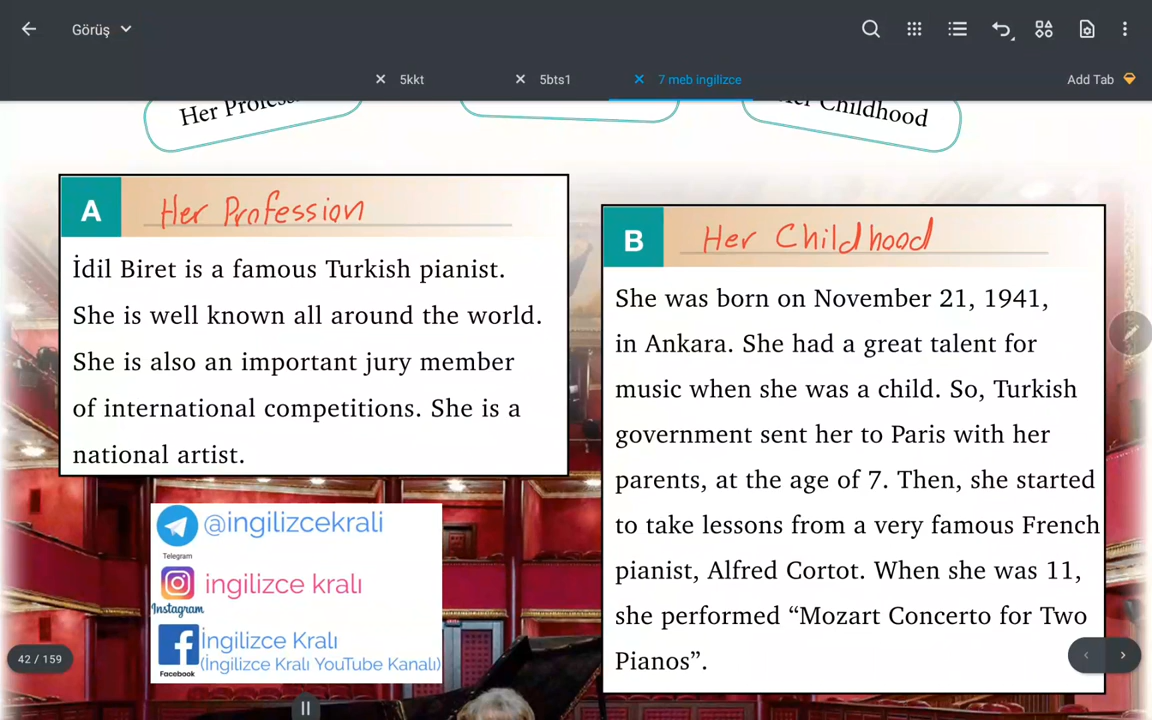 Görüş
5kkt
5bts1
7 meb ingilizce
Add Tab
Her Profess
Her Childhood
A
Her Profession
İdil Biret is a famous Turkish pianist.
She is well known all around the world.
She is also an important jury member
of international competitions. She is a
national artist.
B
Her Childhood
She was born on November 21, 1941,
in Ankara. She had a great talent for
music when she was a child. So, Turkish
government sent her to Paris with her
parents, at the age of 7. Then, she started
to take lessons from a very famous French
pianist, Alfred Cortot. When she was 11,
she performed “Mozart Concerto for Two
Pianos”.
@ingilizcekrali
Telegram
ingilizce kralı
Instagram
İngilizce Kralı
(İngilizce Kralı YouTube Kanalı)
Facebook
42 / 159